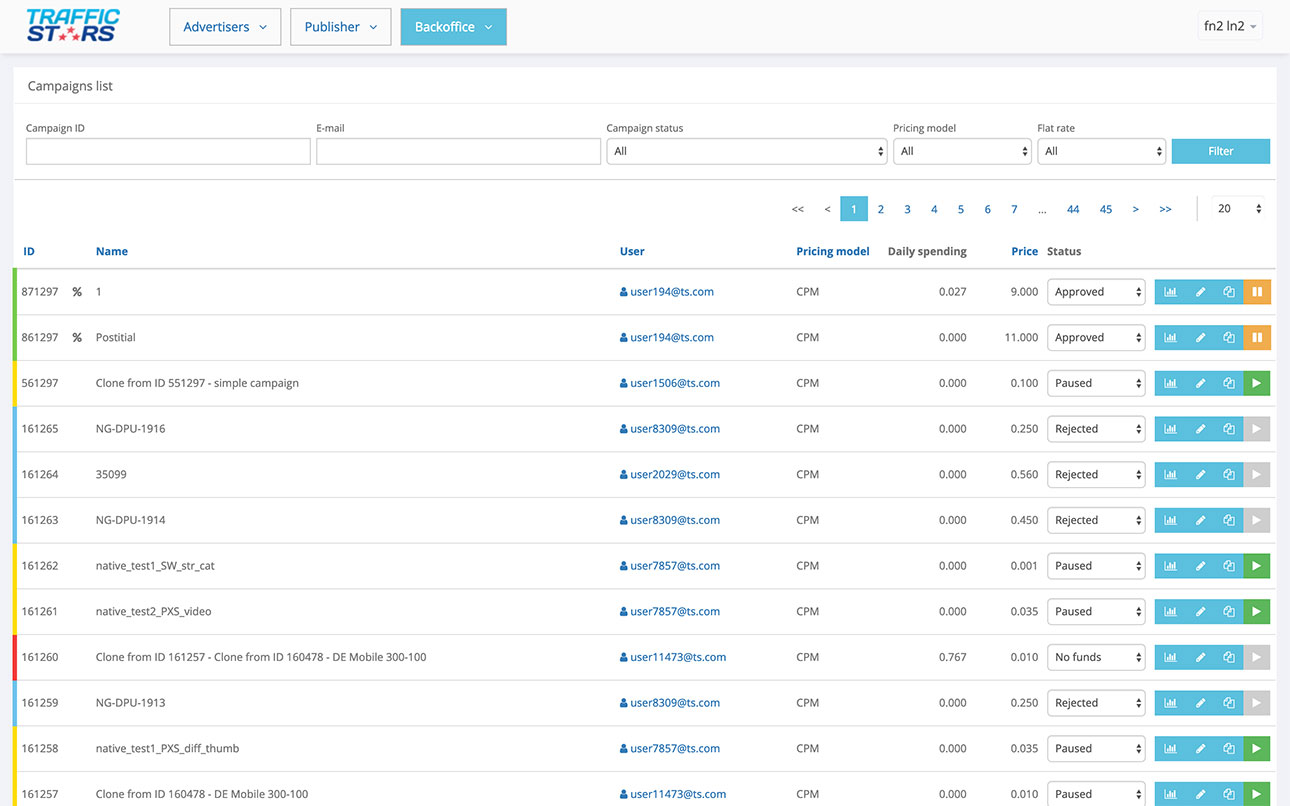 TRAFFIC
STARS
Advertisers Publisher Backoffice fn2 ln2
Campaigns list
Campaign ID E-mail Campaign status Pricing model Flat rate
All All All Filter
<< < 1 2 3 4 5 6 7 ... 44 45 > >> 20
ID Name User Pricing model Daily spending Price Status
871297 % 1 user194@ts.com CPM 0.027 9.000 Approved
861297 % Postitial user194@ts.com CPM 0.000 11.000 Approved
561297 Clone from ID 551297 - simple campaign user1506@ts.com CPM 0.000 0.100 Paused
161265 NG-DPU-1916 user8309@ts.com CPM 0.000 0.250 Rejected
161264 35099 user2029@ts.com CPM 0.000 0.560 Rejected
161263 NG-DPU-1914 user8309@ts.com CPM 0.000 0.450 Rejected
161262 native_test1_SW_str_cat user7857@ts.com CPM 0.000 0.001 Paused
161261 native_test2_PXS_video user7857@ts.com CPM 0.000 0.035 Paused
161260 Clone from ID 161257 - Clone from ID 160478 - DE Mobile 300-100 user11473@ts.com CPM 0.767 0.010 No funds
161259 NG-DPU-1913 user8309@ts.com CPM 0.000 0.250 Rejected
161258 native_test1_PXS_diff_thumb user7857@ts.com CPM 0.000 0.035 Paused
161257 Clone from ID 160478 - DE Mobile 300-100 user11473@ts.com CPM 0.000 0.010 Paused